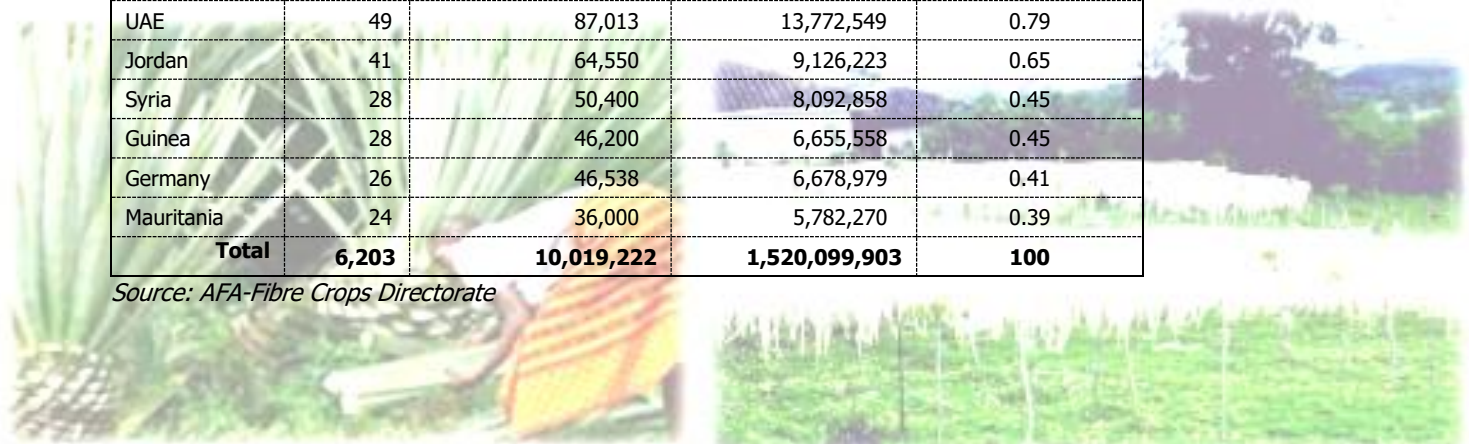 UAE 49 87,013 13,772,549 0.79
Jordan 41 64,550 9,126,223 0.65
Syria 28 50,400 8,092,858 0.45
Guinea 28 46,200 6,655,558 0.45
Germany 26 46,538 6,678,979 0.41
Mauritania 24 36,000 5,782,270 0.39
Total 6,203 10,019,222 1,520,099,903 100
Source: AFA-Fibre Crops Directorate